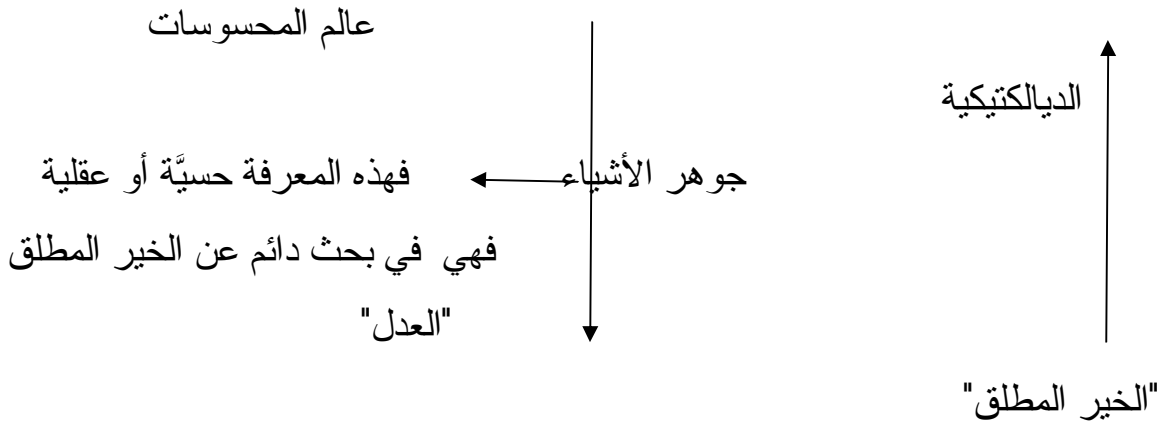 عالم المحسوسات
الديالكتيكية
جوهر الأشياء فهذه المعرفة حسيَّة أو عقلية
فهي في بحث دائم عن الخير المطلق
"العدل"
"الخير المطلق"